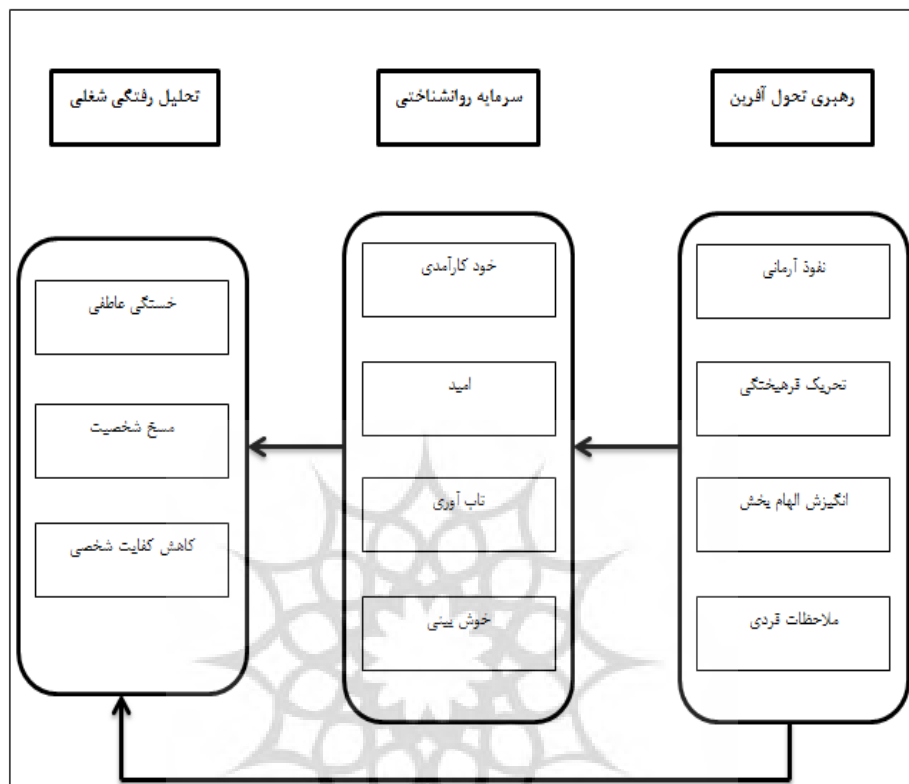 رهبری تحول آفرین
سرمایه روانشناختی
تحلیل رفتگی شغلی
نفوذ آرمانی
تحریک فرهیختگی
انگیزش الهام بخش
ملاحظات فردی
خود کارآمدی
امید
تاب آوری
خوش بینی
خستگی عاطفی
مسخ شخصیت
کاهش کفایت شخصی